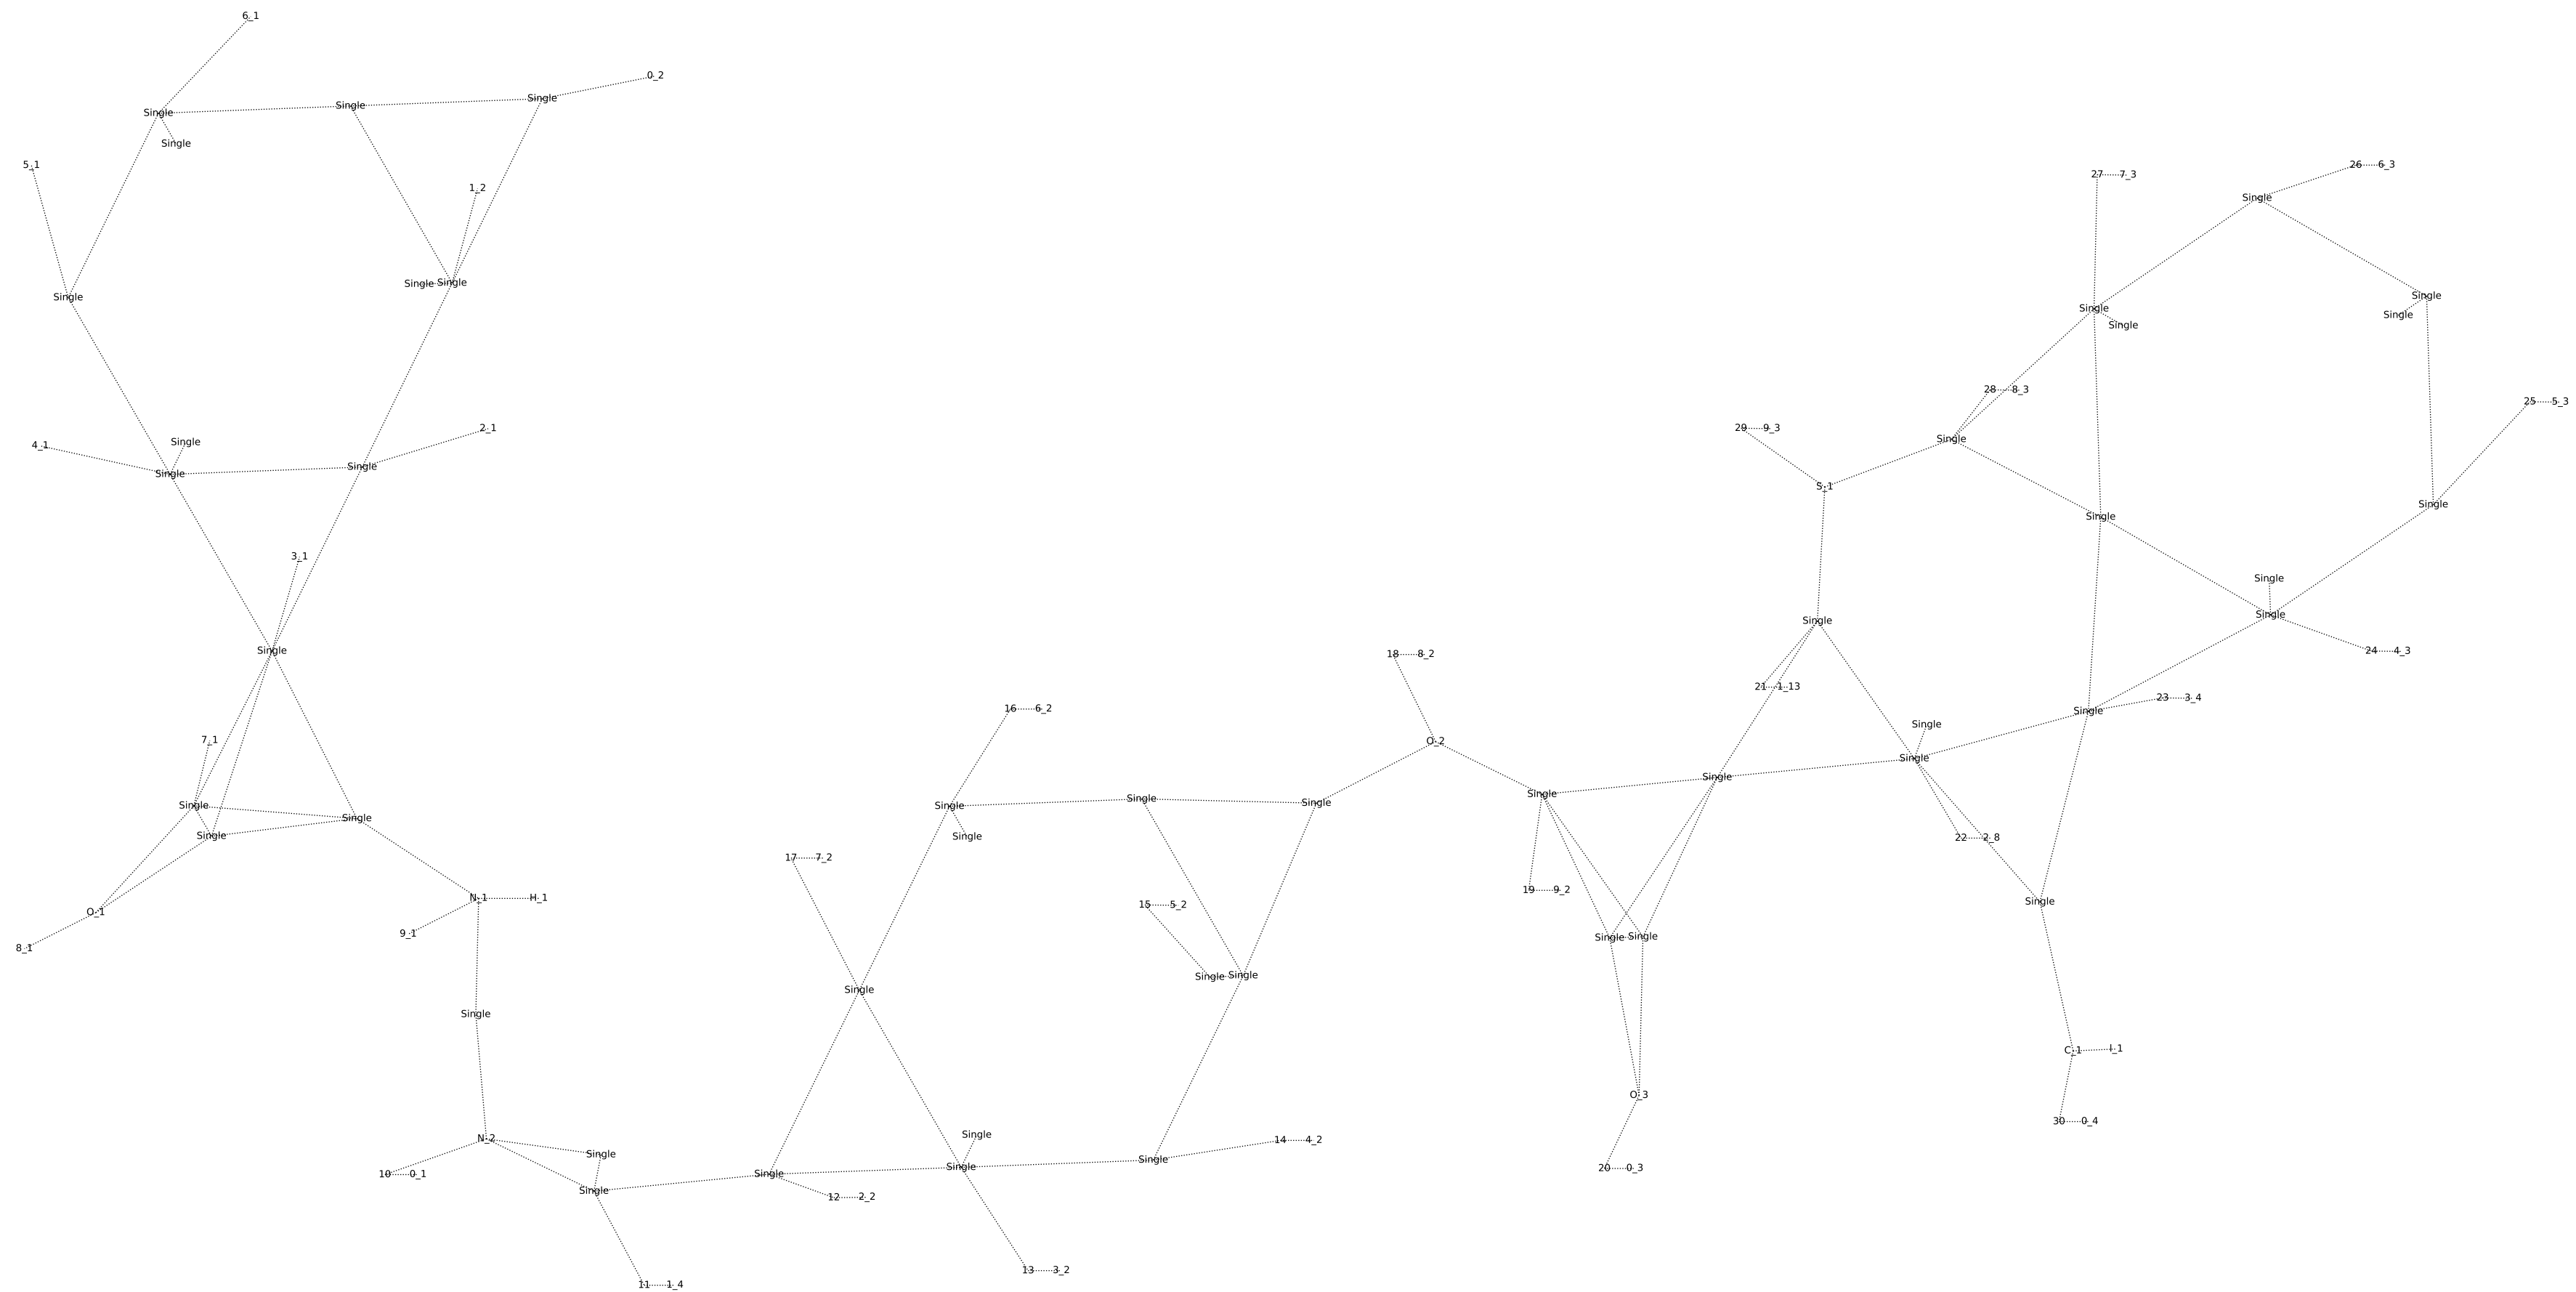 6_1
0_2
Single
Single
Single
Single
5_1
26 6_3
27 7_3
1_2
Single
Single Single
Single
Single
Single
Single
Single
28 8_3
25 5_3
2_1
29 9_3
Single
4_1
Single
Single
Single
S_1
Single
Single
3_1
Single
Single
Single
Single
24 4_3
18 8_2
21 1_13
23 3_4
16 6_2
Single
Single
7_1
O_2
Single
Single
Single
Single
Single
Single
Single
Single
Single
Single
Single
22 2_8
17 7_2
N_1 H_1
19 9_2
Single
15 5_2
O_1
9_1
Single Single
8_1
Single Single
Single
Single
C_1 I_1
O_3
30 0_4
Single
N_2
14 4_2
Single
Single
Single
20 0_3
10 0_1
Single
Single
12 2_2
13 3_2
11 1_4